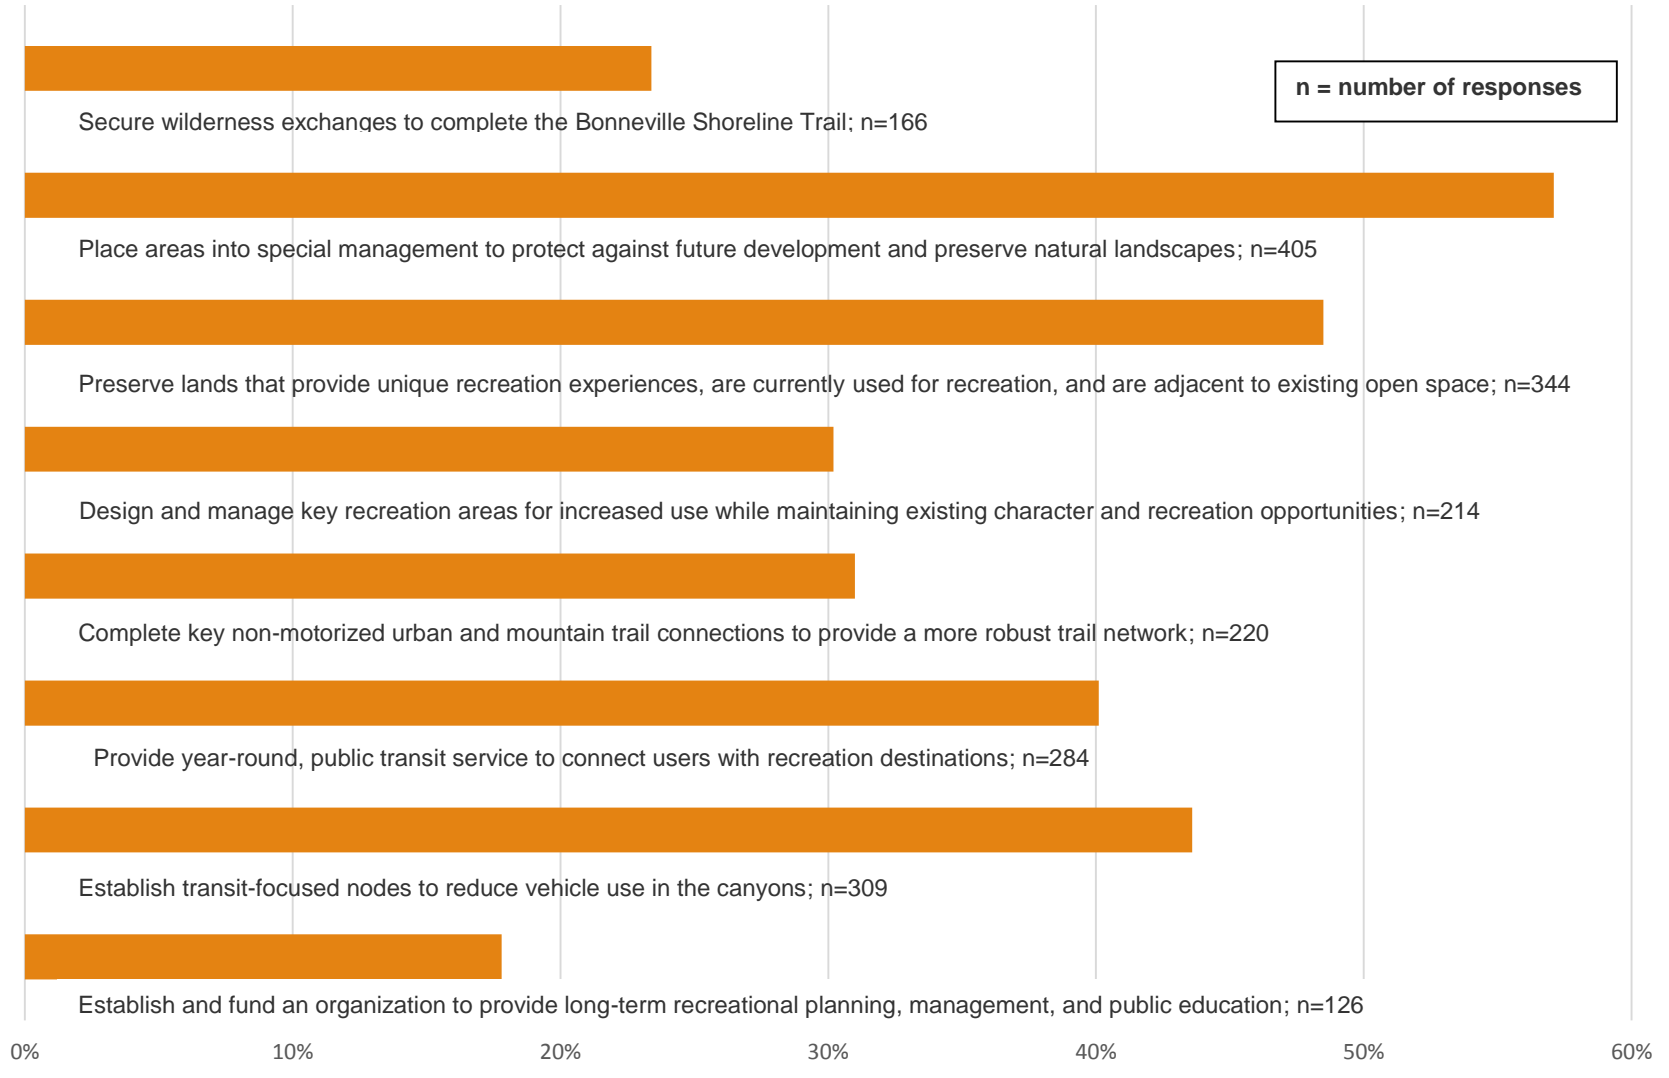 n = number of responses
Secure wilderness exchanges to complete the Bonneville Shoreline Trail; n=166
Place areas into special management to protect against future development and preserve natural landscapes; n=405
Preserve lands that provide unique recreation experiences, are currently used for recreation, and are adjacent to existing open space; n=344
Design and manage key recreation areas for increased use while maintaining existing character and recreation opportunities; n=214
Complete key non-motorized urban and mountain trail connections to provide a more robust trail network; n=220
Provide year-round, public transit service to connect users with recreation destinations; n=284
Establish transit-focused nodes to reduce vehicle use in the canyons; n=309
Establish and fund an organization to provide long-term recreational planning, management, and public education; n=126
0% 10% 20% 30% 40% 50% 60%